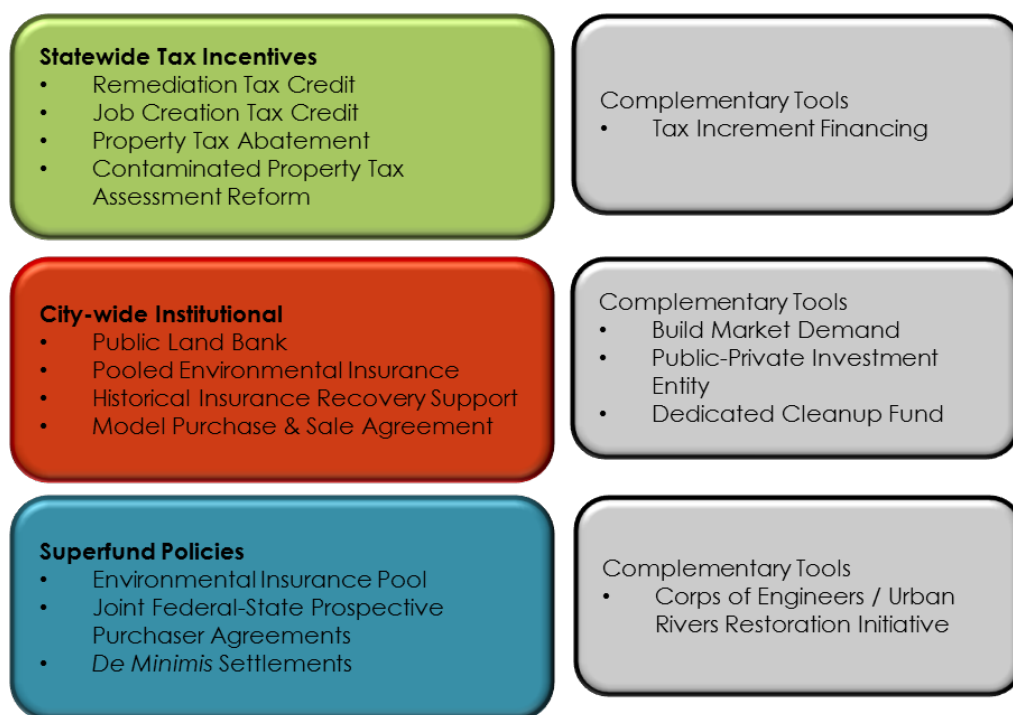 Statewide Tax Incentives
• Remediation Tax Credit
• Job Creation Tax Credit
• Property Tax Abatement
• Contaminated Property Tax
Assessment Reform
Complementary Tools
• Tax Increment Financing
City-wide Institutional
• Public Land Bank
• Pooled Environmental Insurance
• Historical Insurance Recovery Support
• Model Purchase & Sale Agreement
Complementary Tools
• Build Market Demand
• Public-Private Investment
Entity
• Dedicated Cleanup Fund
Superfund Policies
• Environmental Insurance Pool
• Joint Federal-State Prospective
Purchaser Agreements
• De Minimis Settlements
Complementary Tools
• Corps of Engineers / Urban
Rivers Restoration Initiative